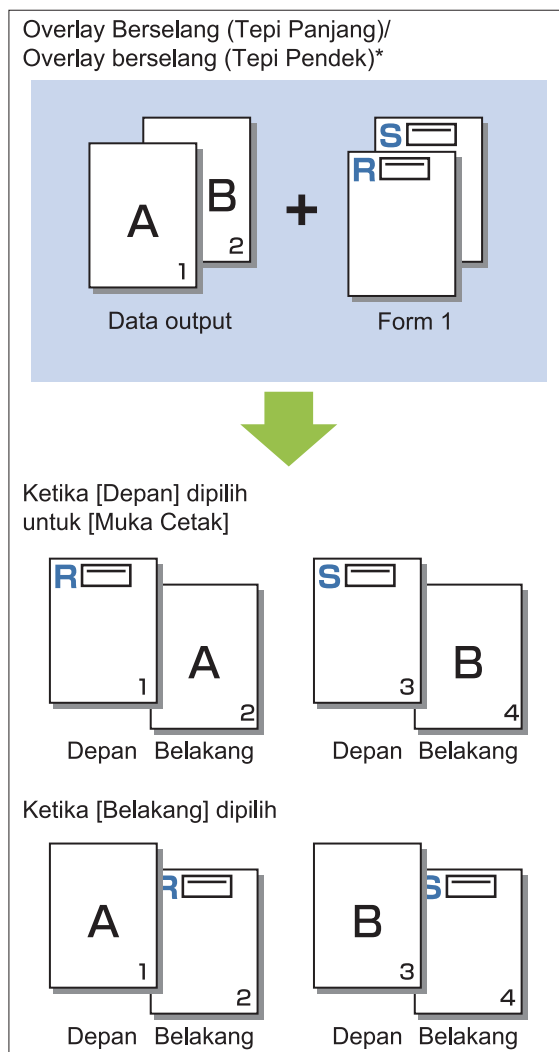 Overlay Berselang (Tepi Panjang)/
Overlay berselang (Tepi Pendek)*
A
1
B
2
+
R
S
Data output
Form 1
Ketika [Depan] dipilih
untuk [Muka Cetak]
R
1
A
2
S
3
B
4
Depan Belakang
Depan Belakang
Ketika [Belakang] dipilih
A
1
R
2
B
3
S
4
Depan Belakang
Depan Belakang